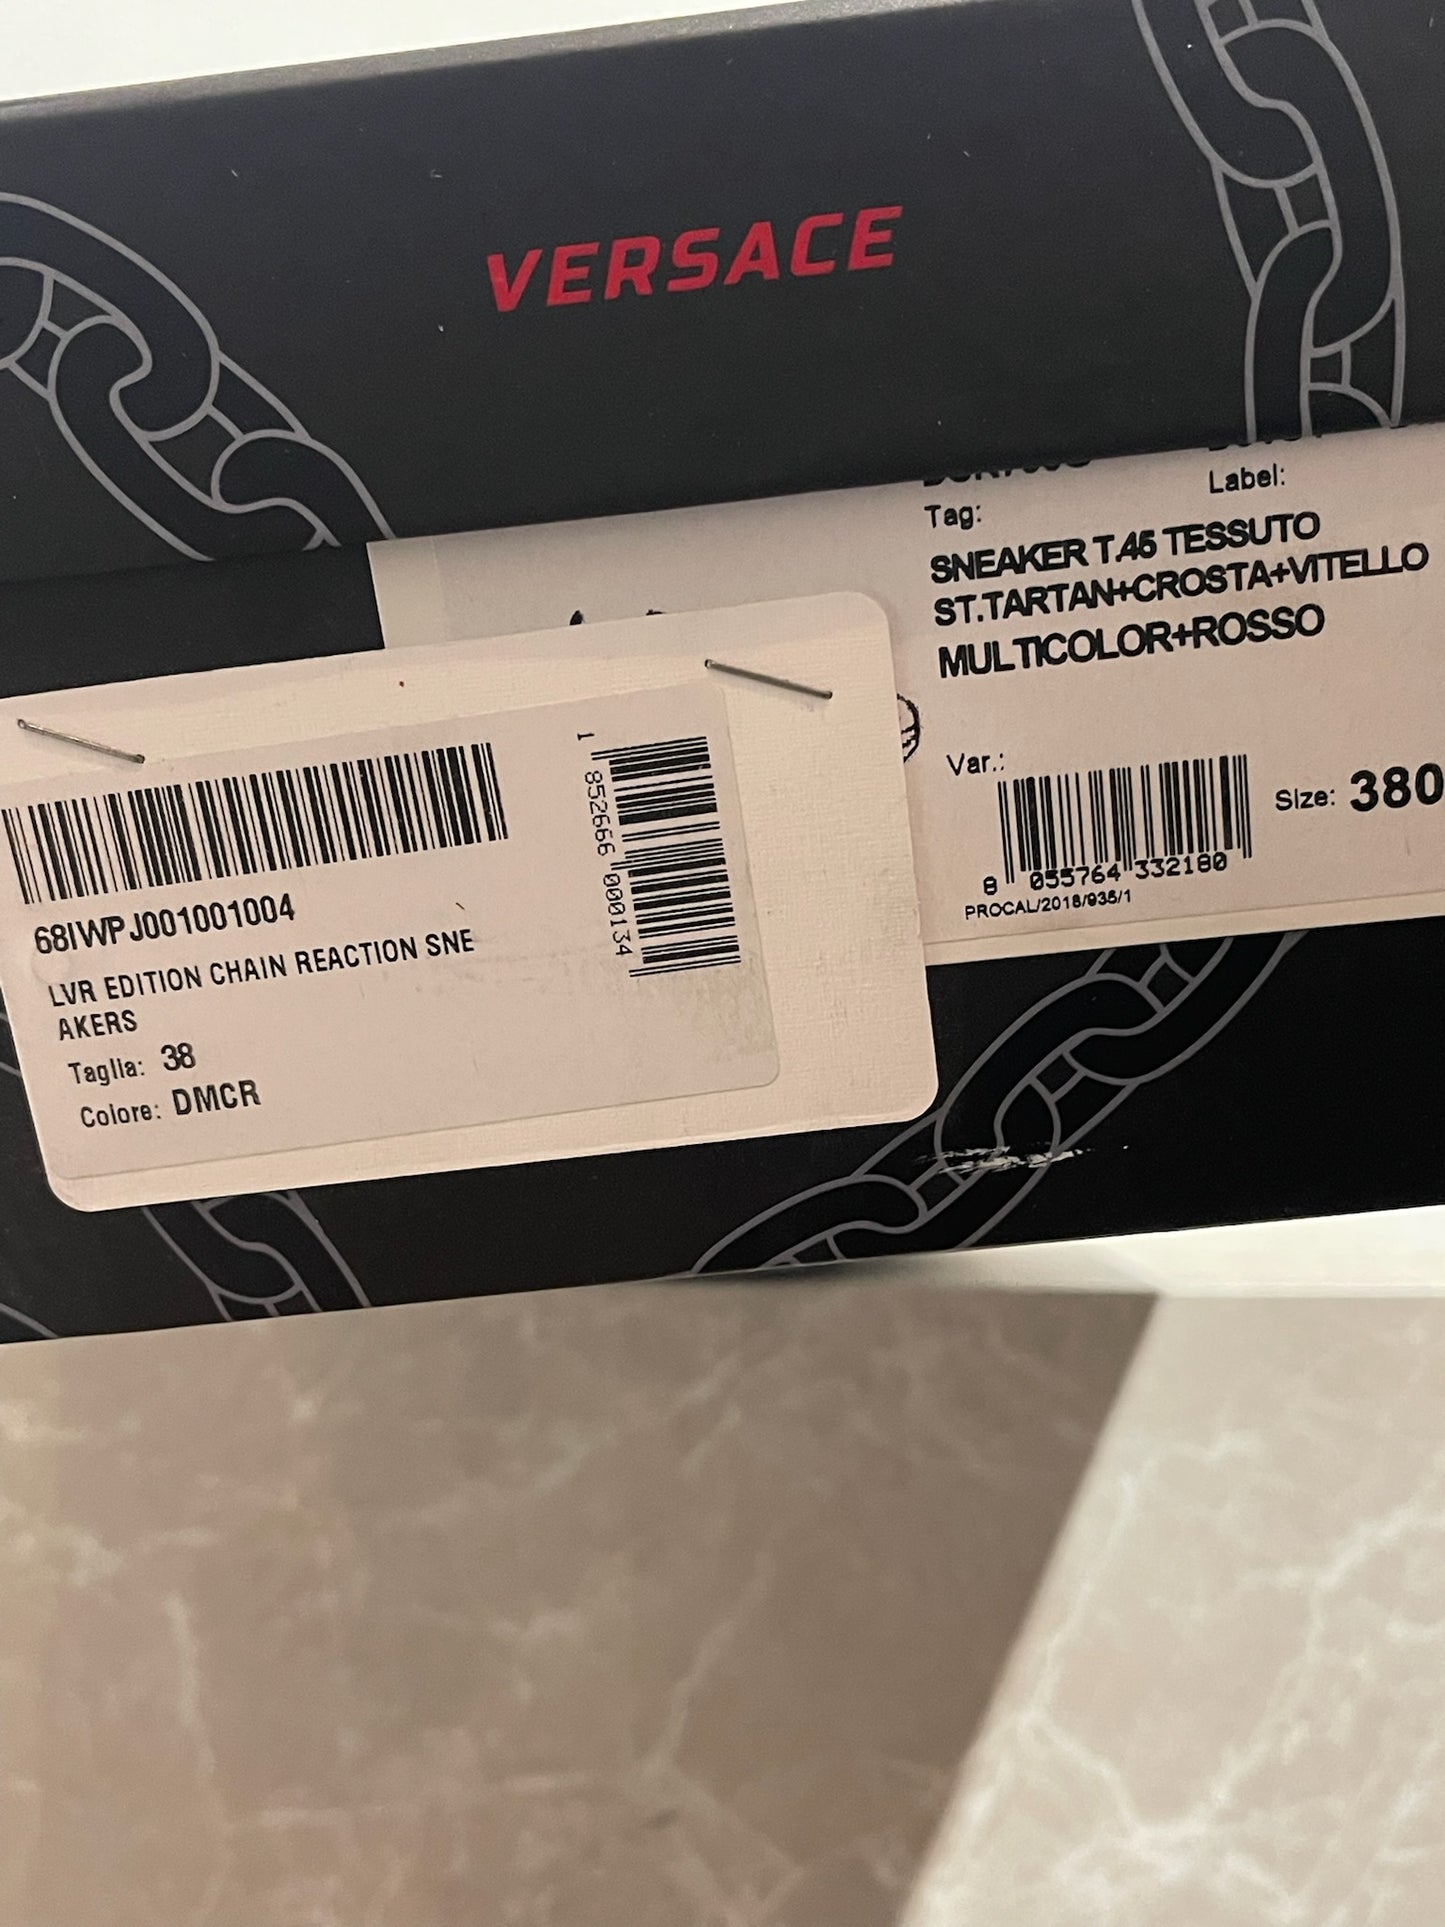 VERSACE
Tag:
Label:
SNEAKER T.45 TESSUTO
ST.TARTAN+CROSTA+VITELLO
MULTICOLOR+ROSSO
Var.:
Size: 380
8 055764 332180
PROCAL/2018/935/1
1 852666 000134
68IWPJ001001004
LVR EDITION CHAIN REACTION SNE
AKERS
Taglia: 38
Colore: DMCR